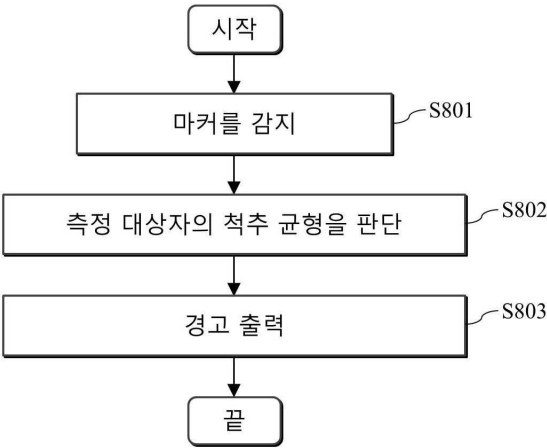 시작
마커를 감지
S801
측정 대상자의 척추 균형을 판단
S802
경고 출력
S803
끝